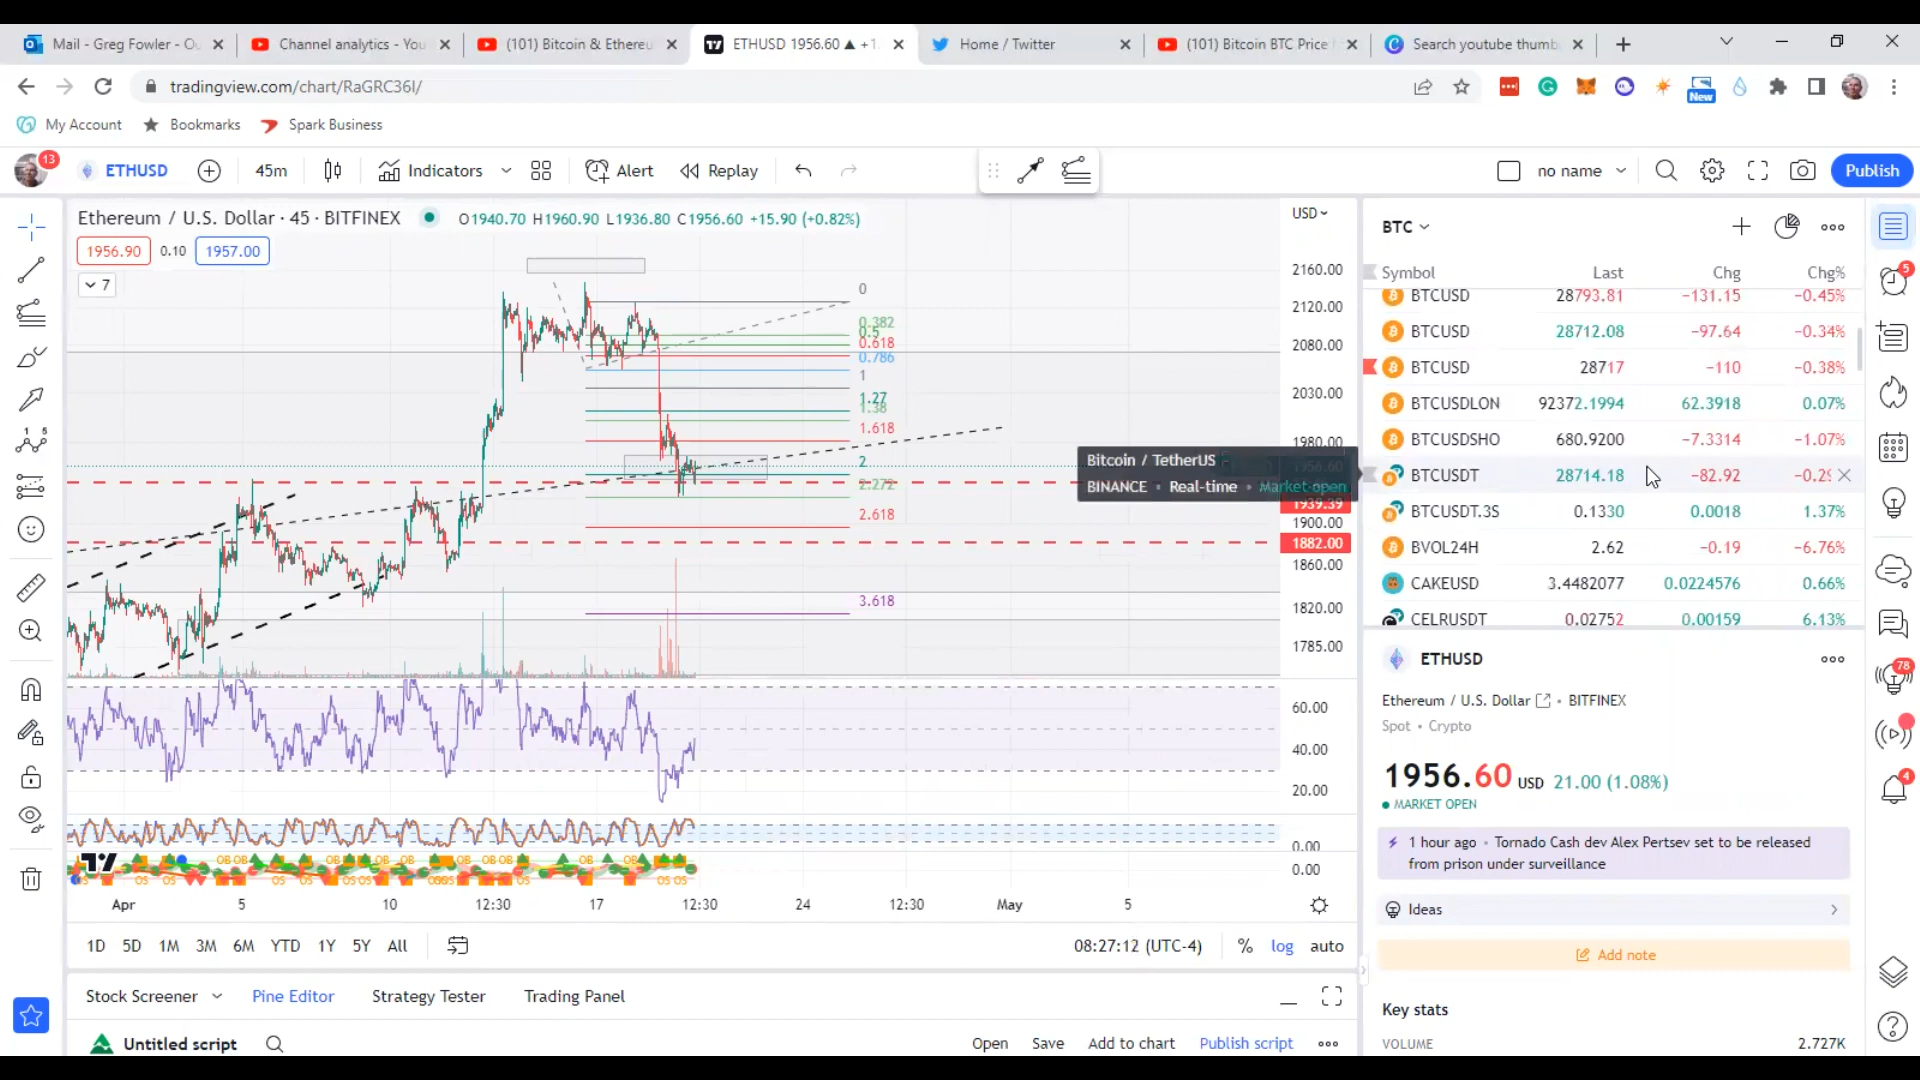 Mail - Greg Fowler - Ou
Channel analytics - You
(101) Bitcoin & Ethereu
ETHUSD 1956.60 ▲ +1.
Home / Twitter
(101) Bitcoin BTC Price
Search youtube thumb
tradingview.com/chart/RaGRC36I/
New
My Account
Bookmarks
Spark Business
13
ETHUSD
45m
Indicators
Alert
Replay
no name
Publish
Ethereum / U.S. Dollar · 45 · BITFINEX
O1940.70 H1960.90 L1936.80 C1956.60 +15.90 (+0.82%)
1956.90 0.10 1957.00
7
USD
2160.00
2120.00
2080.00
2030.00
1980.00
1956.60
1939.39
1900.00
1882.00
1860.00
1820.00
1785.00
60.00
40.00
20.00
0.00
0.00
0
0.382
0.5
0.618
0.786
1
1.27
1.38
1.618
2
2.272
2.618
3.618
Bitcoin / TetherUS
BINANCE • Real-time • Market open
Apr 5 10 12:30 17 12:30 24 12:30 May 5
1D 5D 1M 3M 6M YTD 1Y 5Y All
08:27:12 (UTC-4) % log auto
Stock Screener Pine Editor Strategy Tester Trading Panel
Untitled script
Open Save Add to chart Publish script
BTC
Symbol Last Chg Chg%
BTCUSD 28793.81 −131.15 −0.45%
BTCUSD 28712.08 −97.64 −0.34%
BTCUSD 28717 −110 −0.38%
BTCUSDLON 92372.1994 62.3918 0.07%
BTCUSDSHO 680.9200 −7.3314 −1.07%
BTCUSDT 28714.18 −82.92 −0.29
BTCUSDT.3S 0.1330 0.0018 1.37%
BVOL24H 2.62 −0.19 −6.76%
CAKEUSD 3.4482077 0.0224576 0.66%
CELRUSDT 0.02752 0.00159 6.13%
ETHUSD
Ethereum / U.S. Dollar • BITFINEX
Spot • Crypto
1956.60 USD 21.00 (1.08%)
MARKET OPEN
1 hour ago • Tornado Cash dev Alex Pertsev set to be released
from prison under surveillance
Ideas
Add note
Key stats
VOLUME 2.727K
5
78
4